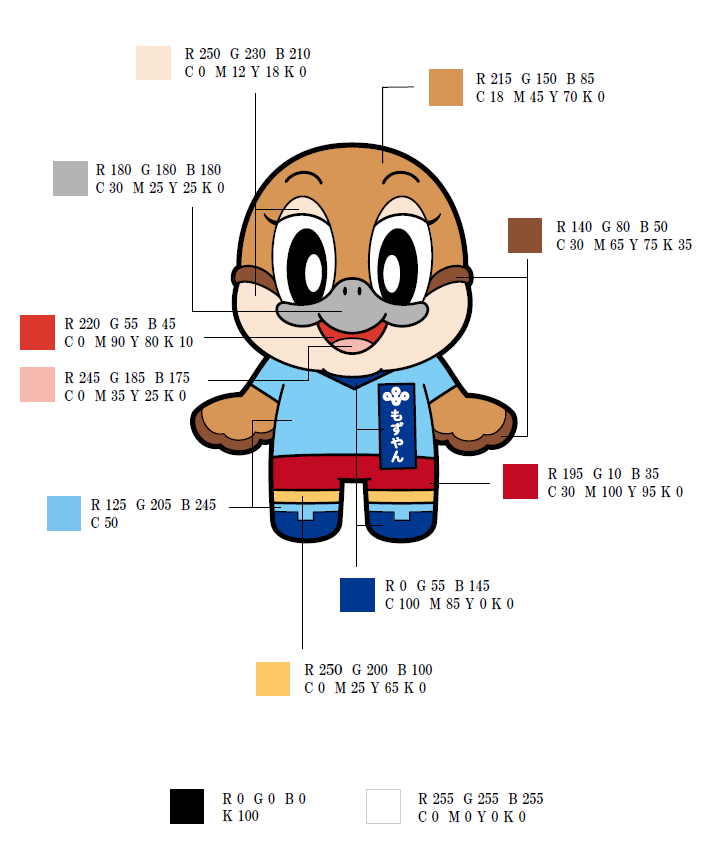 R 250 G 230 B 210
C 0 M 12 Y 18 K 0
R 215 G 150 B 85
C 18 M 45 Y 70 K 0
R 180 G 180 B 180
C 30 M 25 Y 25 K 0
R 140 G 80 B 50
C 30 M 65 Y 75 K 35
R 220 G 55 B 45
C 0 M 90 Y 80 K 10
R 245 G 185 B 175
C 0 M 35 Y 25 K 0
もずやん
R 195 G 10 B 35
C 30 M 100 Y 95 K 0
R 125 G 205 B 245
C 50
R 0 G 55 B 145
C 100 M 85 Y 0 K 0
R 250 G 200 B 100
C 0 M 25 Y 65 K 0
R 0 G 0 B 0
K 100
R 255 G 255 B 255
C 0 M 0 Y 0 K 0